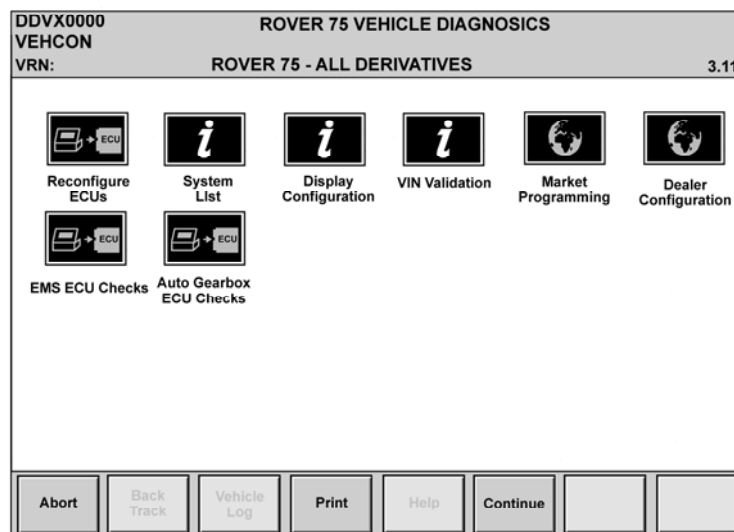 DDVX0000
ROVER 75 VEHICLE DIAGNOSICS
VEHCON
VRN:
ROVER 75 - ALL DERIVATIVES
3.11
ECU
i
i
i
Reconfigure
ECUs
System
LIst
Display
Configuration
VIN Validation
Market
Programming
Dealer
Configuration
ECU
ECU
EMS ECU Checks
Auto Gearbox
ECU Checks
Abort
Back
Track
Vehicle
Log
Print
Help
Continue